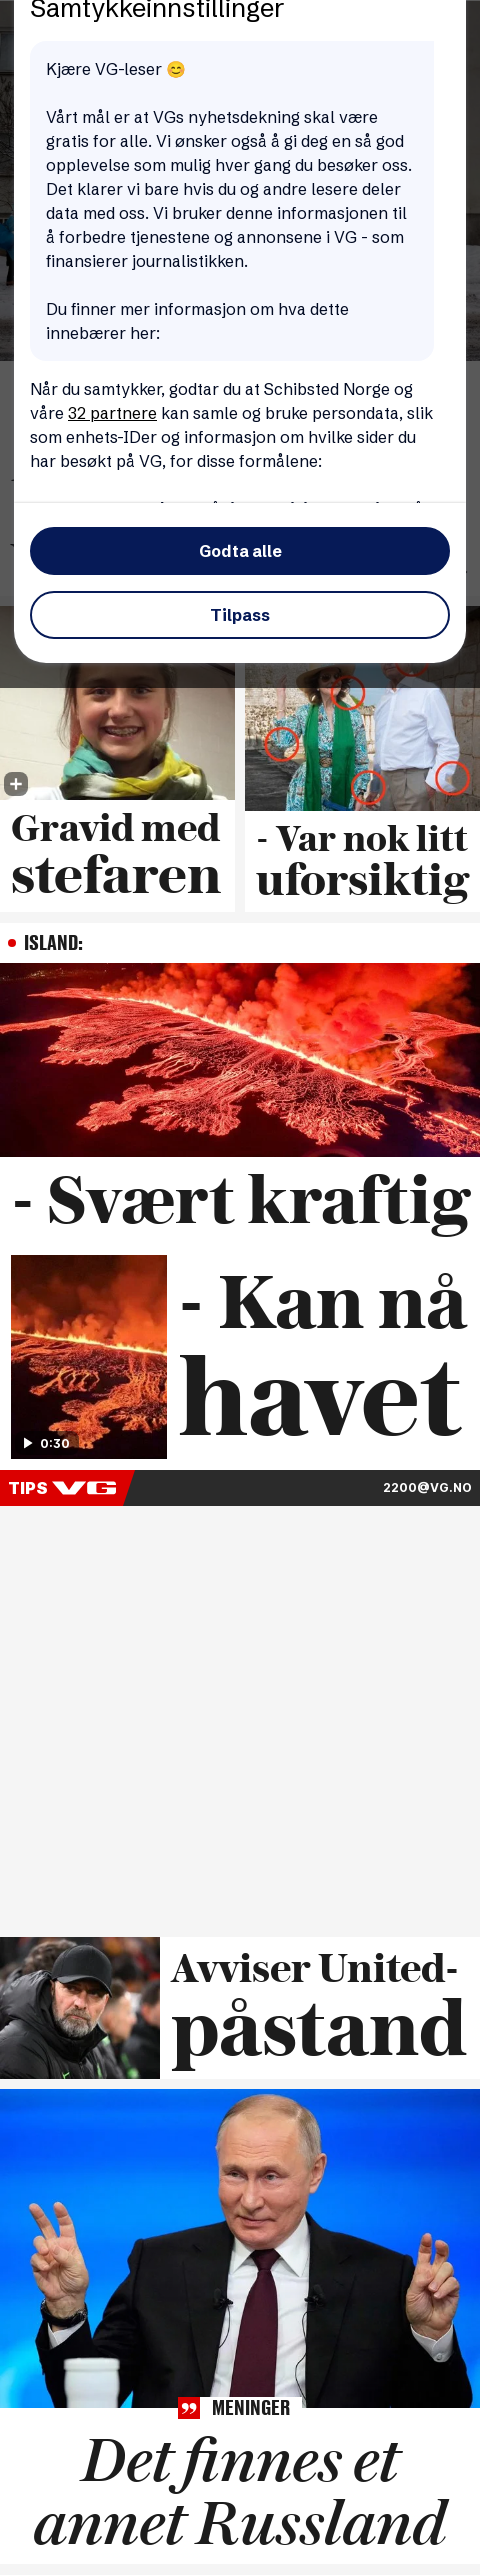 Samtykkeinnstillinger
Kjære VG-leser 😊
Vårt mål er at VGs nyhetsdekning skal være
gratis for alle. Vi ønsker også å gi deg en så god
opplevelse som mulig hver gang du besøker oss.
Det klarer vi bare hvis du og andre lesere deler
data med oss. Vi bruker denne informasjonen til
å forbedre tjenestene og annonsene i VG - som
finansierer journalistikken.
Du finner mer informasjon om hva dette
innebærer her:
Når du samtykker, godtar du at Schibsted Norge og
våre 32 partnere kan samle og bruke persondata, slik
som enhets-IDer og informasjon om hvilke sider du
har besøkt på VG, for disse formålene:
Godta alle
Tilpass
Gravid med
stefaren
- Var nok litt
uforsiktig
ISLAND:
- Svært kraftig
- Kan nå
havet
0:30
TIPS VG
2200@VG.NO
Avviser United-
påstand
MENINGER
Det finnes et
annet Russland